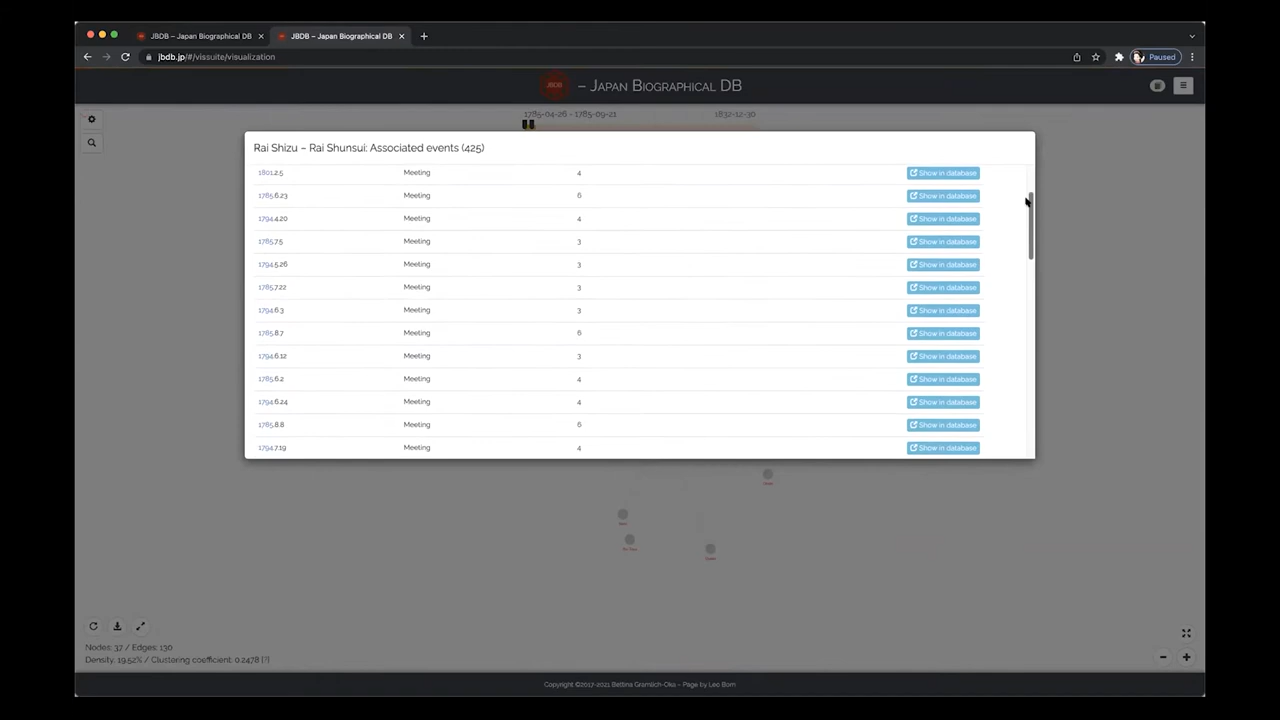 JBDB – Japan Biographical DB
JBDB – Japan Biographical DB
jbdb.jp/#/vissuite/visualization
Paused
JBDB – JAPAN BIOGRAPHICAL DB
1785-04-26 - 1785-09-21
1832-12-30
Rai Shizu – Rai Shunsui: Associated events (425)
1801.2.5 Meeting 4 Show in database
1785.6.23 Meeting 6 Show in database
1794.4.20 Meeting 4 Show in database
1785.7.5 Meeting 3 Show in database
1794.5.26 Meeting 3 Show in database
1785.7.22 Meeting 3 Show in database
1794.6.3 Meeting 3 Show in database
1785.8.7 Meeting 6 Show in database
1794.6.12 Meeting 3 Show in database
1785.6.2 Meeting 4 Show in database
1794.6.24 Meeting 4 Show in database
1785.8.8 Meeting 6 Show in database
1794.7.19 Meeting 4 Show in database
Nodes: 37 / Edges: 130
Density: 19.52% / Clustering coefficient: 0.2478 [?]
Copyright ©2017-2021 Bettina Gramlich-Oka – Page by Leo Born